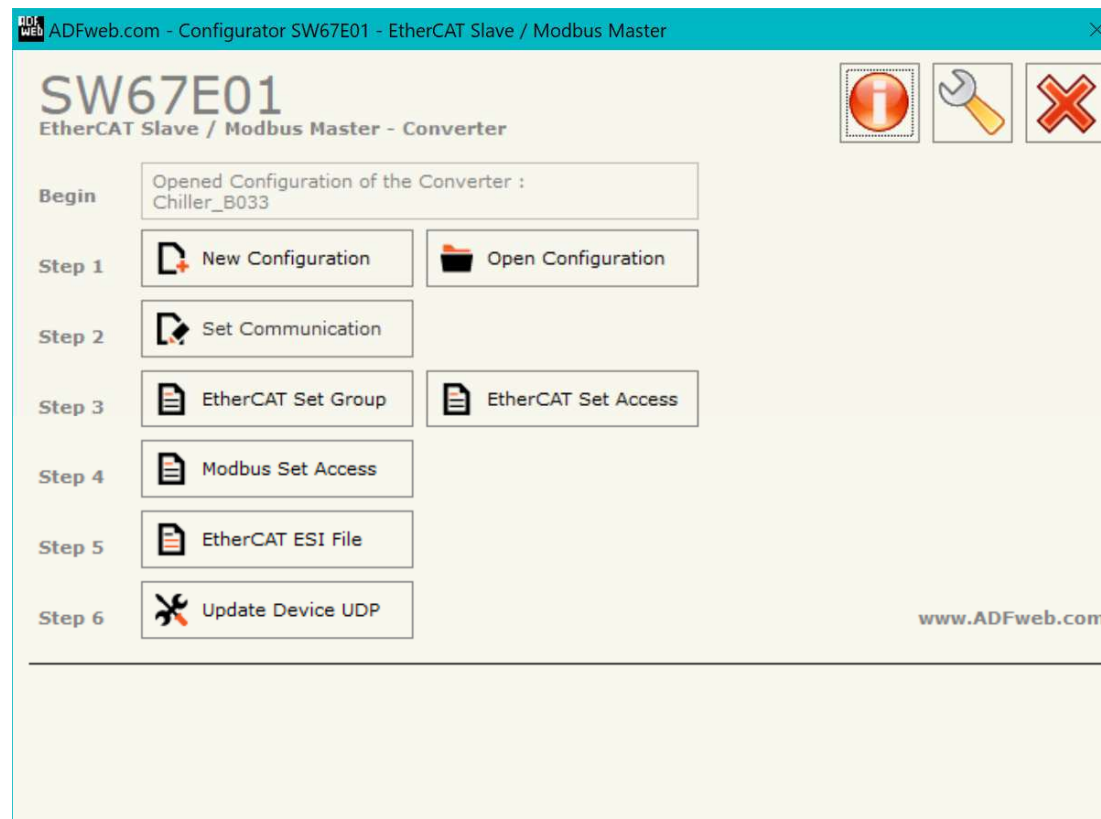 ADF
WEB
ADFweb.com - Configurator SW67E01 - EtherCAT Slave / Modbus Master
SW67E01
EtherCAT Slave / Modbus Master - Converter
Begin
Opened Configuration of the Converter :
Chiller_B033
Step 1
New Configuration
Open Configuration
Step 2
Set Communication
Step 3
EtherCAT Set Group
EtherCAT Set Access
Step 4
Modbus Set Access
Step 5
EtherCAT ESI File
Step 6
Update Device UDP
www.ADFweb.com